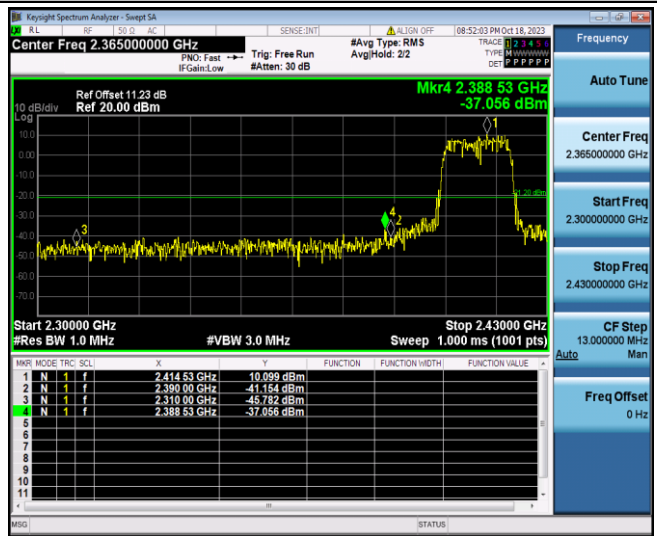 Keysight Spectrum Analyzer - Swept SA
RL RF 50 Ω AC SENSE:INT ALIGN OFF 08:52:03 PM Oct 18, 2023
Center Freq 2.365000000 GHz
PNO: Fast
IFGain:Low
Trig: Free Run
#Atten: 30 dB
#Avg Type: RMS
Avg|Hold: 2/2
TRACE 1 2 3 4 5 6
TYPE M W W W W W
DET P P P P P P
Frequency
Auto Tune
Center Freq
2.365000000 GHz
Start Freq
2.300000000 GHz
Stop Freq
2.430000000 GHz
CF Step
13.000000 MHz
Auto Man
Freq Offset
0 Hz
Mkr4 2.388 53 GHz
-37.056 dBm
Ref Offset 11.23 dB
10 dB/div Ref 20.00 dBm
Log
10.0
0.00
-10.0
-20.0
-30.0
-40.0
-50.0
-60.0
-70.0
1
2
3
4
Start 2.30000 GHz Stop 2.43000 GHz
#Res BW 1.0 MHz #VBW 3.0 MHz Sweep 1.000 ms (1001 pts)
MKR MODE TRC SCL X Y FUNCTION FUNCTION WIDTH FUNCTION VALUE
1 N 1 f 2.414 53 GHz 10.099 dBm
2 N 1 f 2.390 00 GHz -41.154 dBm
3 N 1 f 2.310 00 GHz -45.782 dBm
4 N 1 f 2.388 53 GHz -37.056 dBm
5
6
7
8
9
10
11
MSG STATUS